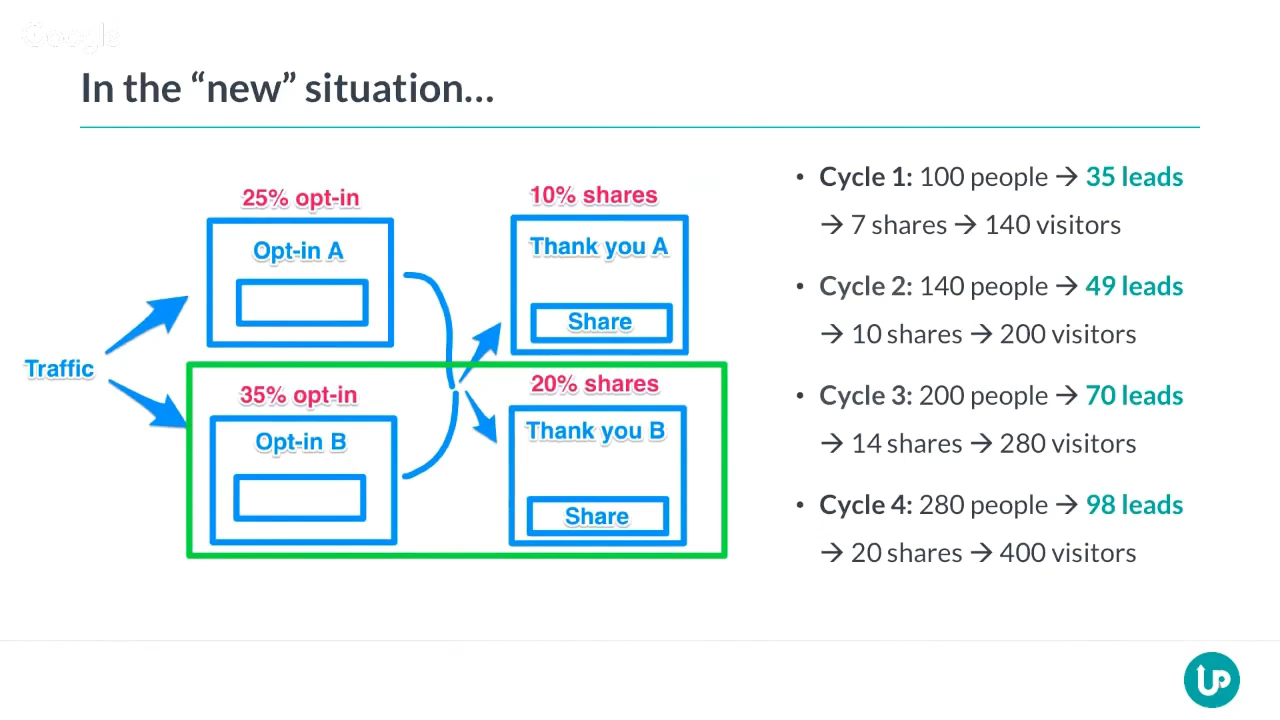 Google
In the “new” situation...
25% opt-in
Opt-in A
10% shares
Thank you A
Share
Traffic
35% opt-in
Opt-in B
20% shares
Thank you B
Share
• Cycle 1: 100 people → 35 leads
→ 7 shares → 140 visitors
• Cycle 2: 140 people → 49 leads
→ 10 shares → 200 visitors
• Cycle 3: 200 people → 70 leads
→ 14 shares → 280 visitors
• Cycle 4: 280 people → 98 leads
→ 20 shares → 400 visitors
UP